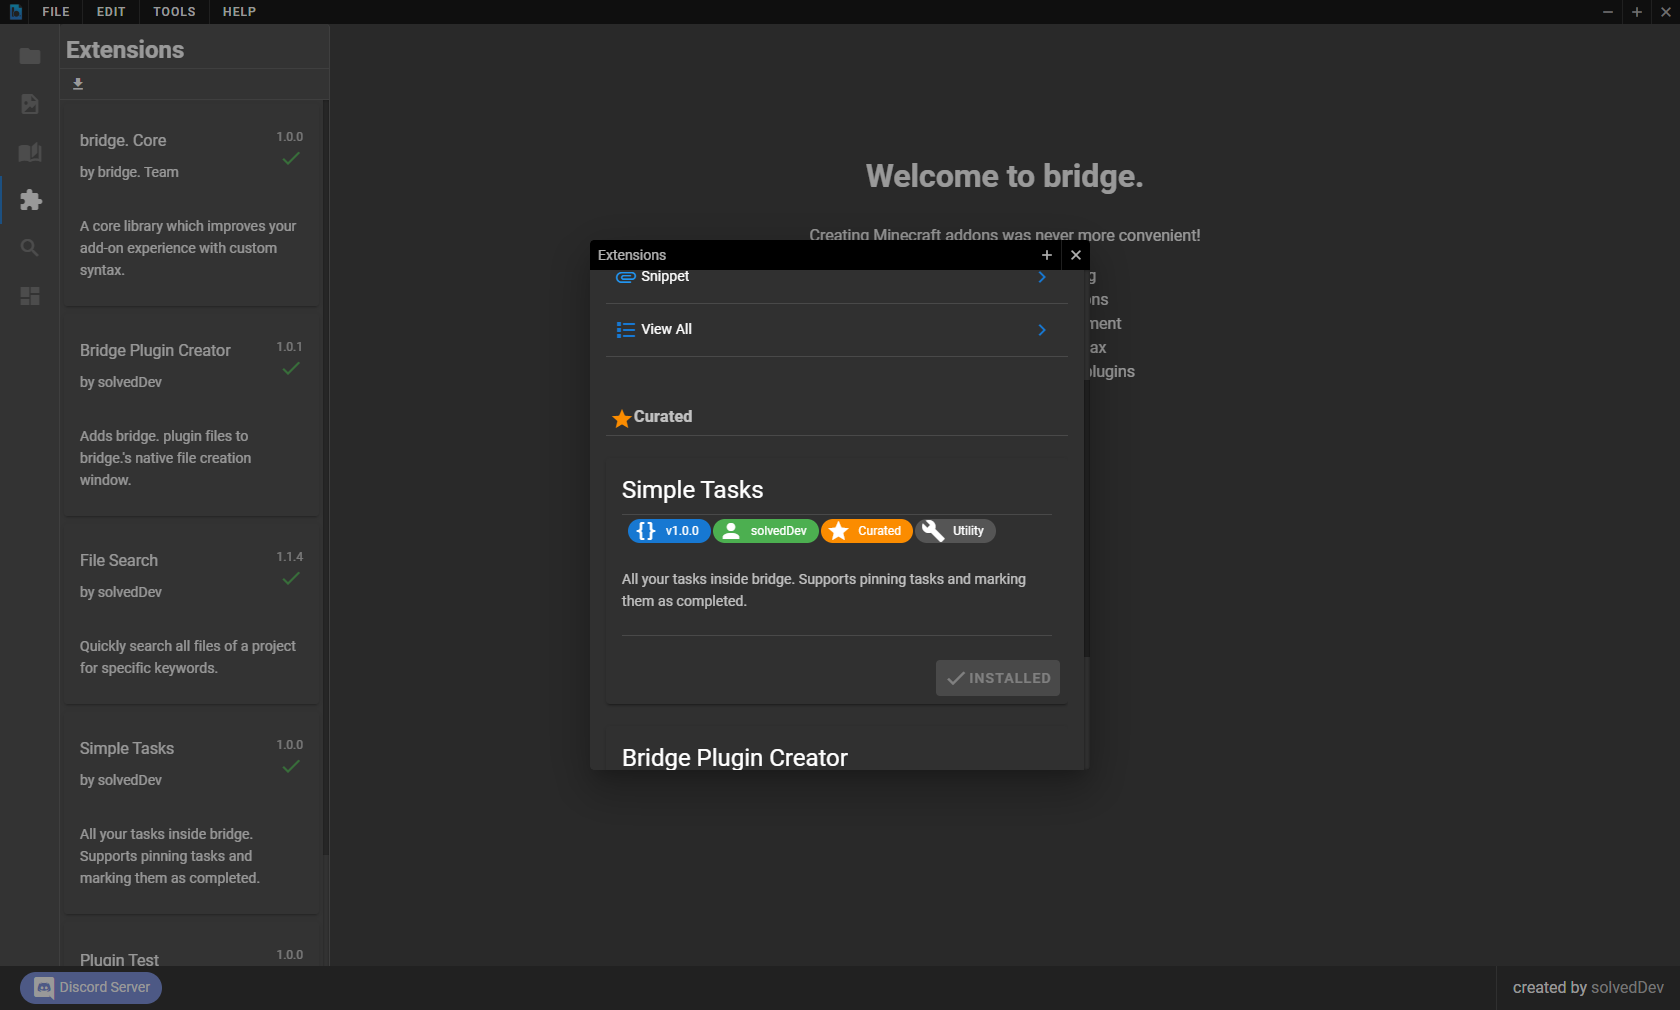 FILE EDIT TOOLS HELP
Extensions
bridge. Core 1.0.0
by bridge. Team
A core library which improves your
add-on experience with custom
syntax.
Bridge Plugin Creator 1.0.1
by solvedDev
Adds bridge. plugin files to
bridge.'s native file creation
window.
File Search 1.1.4
by solvedDev
Quickly search all files of a project
for specific keywords.
Simple Tasks 1.0.0
by solvedDev
All your tasks inside bridge.
Supports pinning tasks and
marking them as completed.
Plugin Test 1.0.0
Welcome to bridge.
Creating Minecraft addons was never more convenient!
Extensions
Snippet
View All
Curated
Simple Tasks
{} v1.0.0 solvedDev Curated Utility
All your tasks inside bridge. Supports pinning tasks and marking
them as completed.
INSTALLED
Bridge Plugin Creator
plugins
Discord Server
created by solvedDev